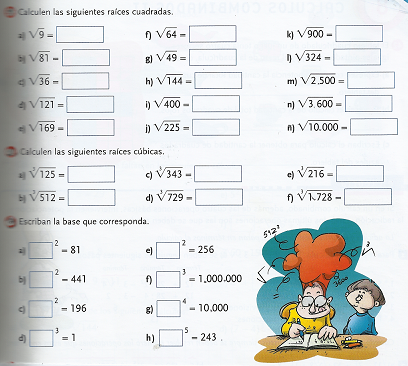 Calculen las siguientes raíces cuadradas.
a) √9 = f) √64 = k) √900 =
b) √81 = g) √49 = l) √324 =
c) √36 = h) √144 = m) √2.500 =
d) √121 = i) √400 = n) √3.600 =
e) √169 = j) √225 = ñ) √10.000 =
Calculen las siguientes raíces cúbicas.
a) ∛125 = c) ∛343 = e) ∛216 =
b) ∛512 = d) ∛729 = f) ∛1.728 =
Escriban la base que corresponda.
a) ² = 81 e) ² = 256
b) ² = 441 f) ³ = 1.000.000
c) ² = 196 g) ⁴ = 10.000
d) ³ = 1 h) ⁵ = 243